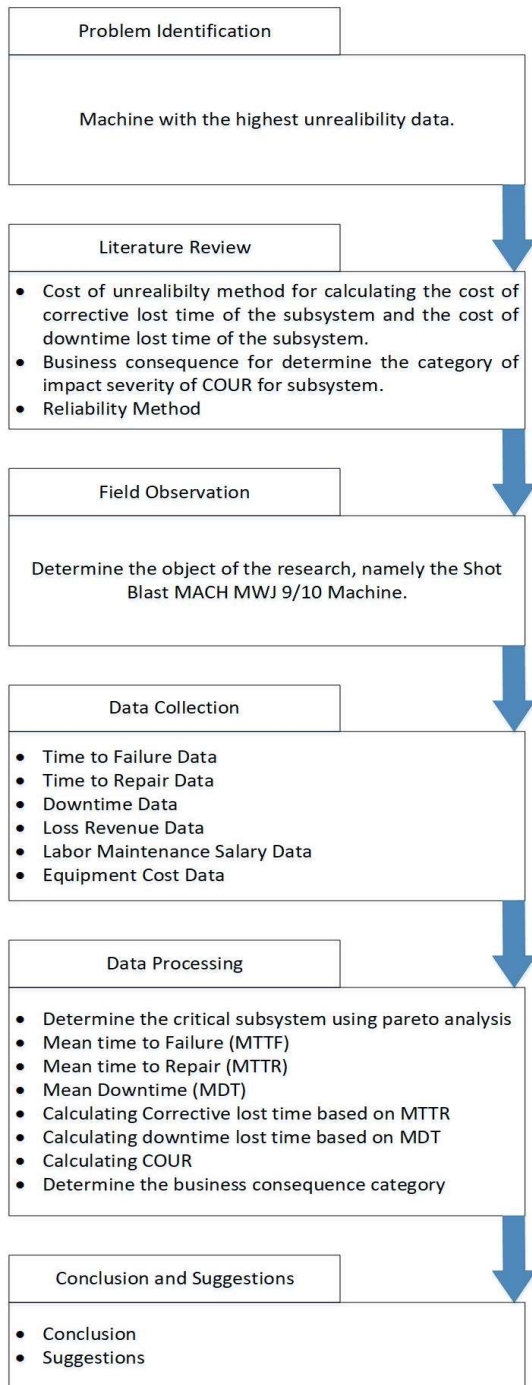 Problem Identification
Machine with the highest unrealibility data.
Literature Review
• Cost of unrealibilty method for calculating the cost of
corrective lost time of the subsystem and the cost of
downtime lost time of the subsystem.
• Business consequence for determine the category of
impact severity of COUR for subsystem.
• Reliability Method
Field Observation
Determine the object of the research, namely the Shot
Blast MACH MWJ 9/10 Machine.
Data Collection
• Time to Failure Data
• Time to Repair Data
• Downtime Data
• Loss Revenue Data
• Labor Maintenance Salary Data
• Equipment Cost Data
Data Processing
• Determine the critical subsystem using pareto analysis
• Mean time to Failure (MTTF)
• Mean time to Repair (MTTR)
• Mean Downtime (MDT)
• Calculating Corrective lost time based on MTTR
• Calculating downtime lost time based on MDT
• Calculating COUR
• Determine the business consequence category
Conclusion and Suggestions
• Conclusion
• Suggestions